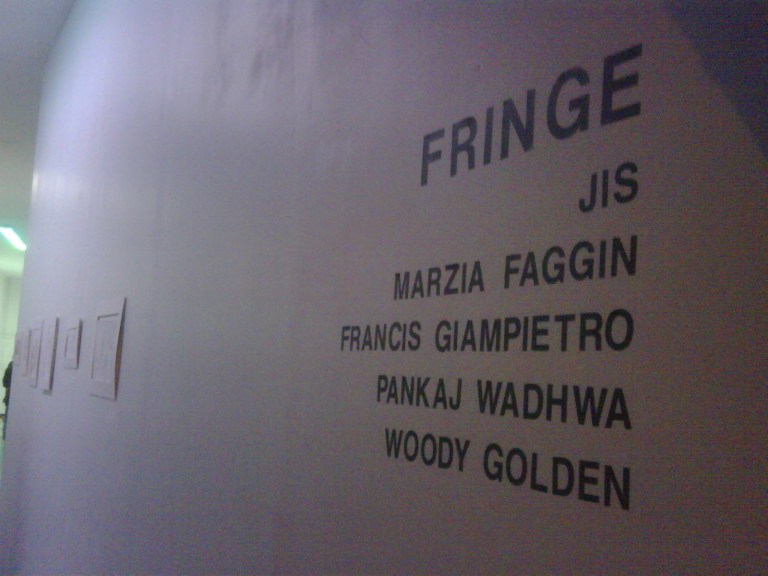 FRINGE
JIS
MARZIA FAGGIN
FRANCIS GIAMPIETRO
PANKAJ WADHWA
WOODY GOLDEN